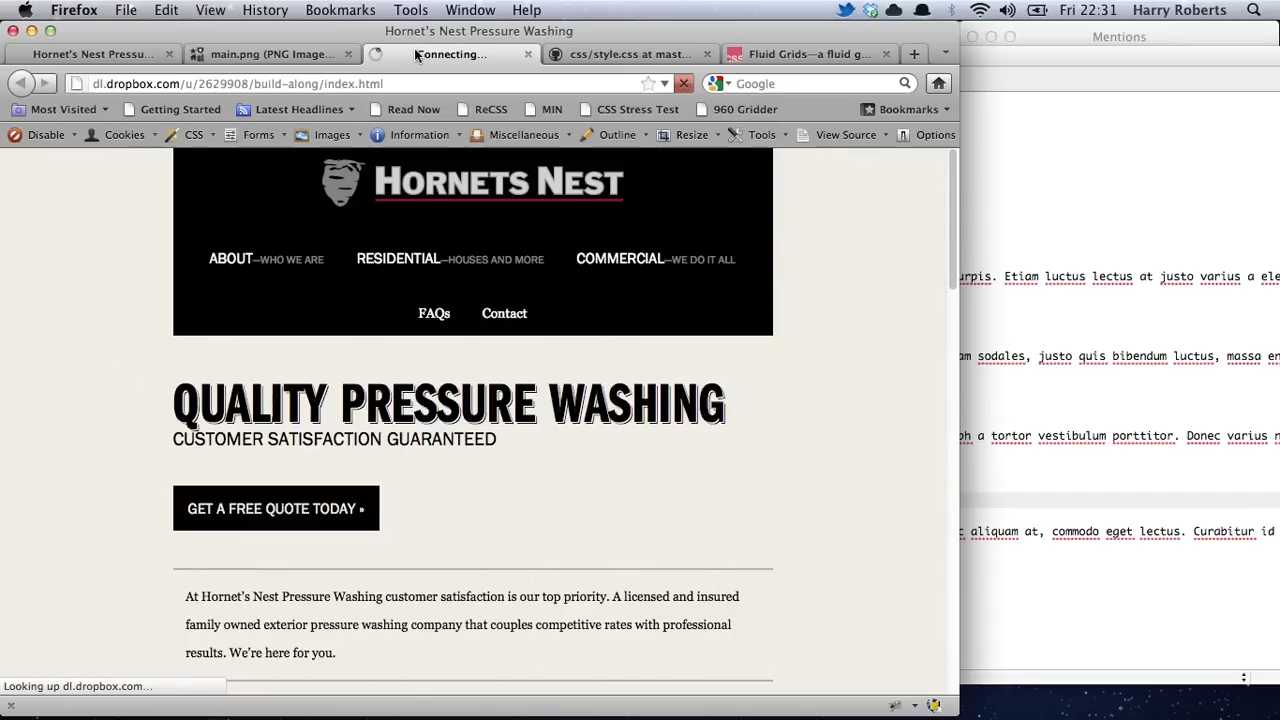 Firefox File Edit View History Bookmarks Tools Window Help Fri 22:31 Harry Roberts
Hornet's Nest Pressure Washing
Mentions
Hornet's Nest Pressu... main.png (PNG Image... Connecting... css/style.css at mast... Fluid Grids—a fluid g...
dl.dropbox.com/u/2629908/build-along/index.html Google
Most Visited Getting Started Latest Headlines Read Now ReCSS MIN CSS Stress Test 960 Gridder Bookmarks
Disable Cookies CSS Forms Images Information Miscellaneous Outline Resize Tools View Source Options
HORNETS NEST
ABOUT—WHO WE ARE RESIDENTIAL—HOUSES AND MORE COMMERCIAL—WE DO IT ALL
FAQs Contact
QUALITY PRESSURE WASHING
CUSTOMER SATISFACTION GUARANTEED
GET A FREE QUOTE TODAY »
At Hornet’s Nest Pressure Washing customer satisfaction is our top priority. A licensed and insured
family owned exterior pressure washing company that couples competitive rates with professional
results. We’re here for you.
Looking up dl.dropbox.com...
urpis. Etiam luctus lectus at justo varius a ele
am sodales, justo quis bibendum luctus, massa en
ph a tortor vestibulum porttitor. Donec varius n
c aliquam at, commodo eget lectus. Curabitur id